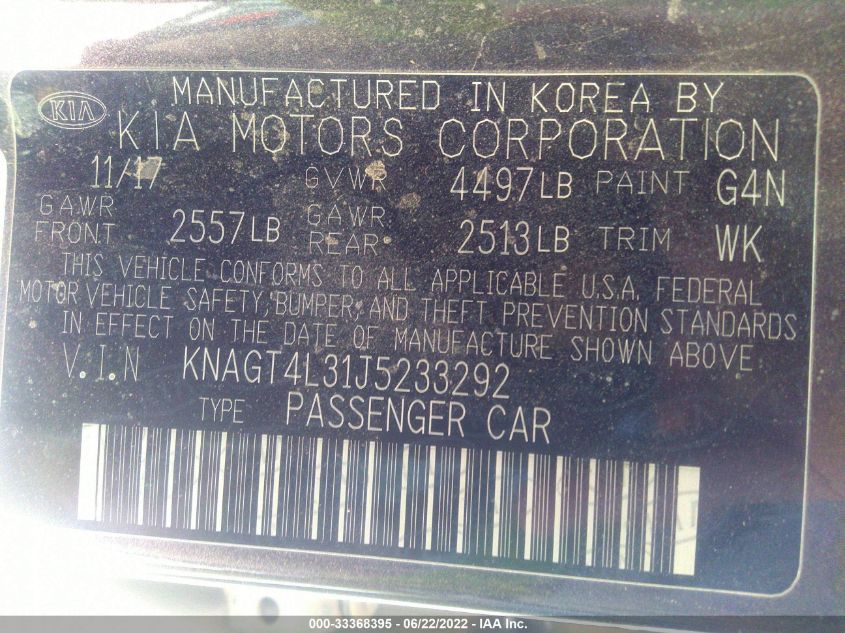 MANUFACTURED IN KOREA BY
KIA KIA MOTORS CORPORATION
11/17 GVWR 4497LB PAINT G4N
GAWR FRONT 2557LB GAWR REAR 2513LB TRIM WK
THIS VEHICLE CONFORMS TO ALL APPLICABLE U.S.A. FEDERAL
MOTOR VEHICLE SAFETY, BUMPER, AND THEFT PREVENTION STANDARDS
IN EFFECT ON THE DATE OF MANUFACTURE SHOWN ABOVE
V.I.N KNAGT4L31J5233292
TYPE PASSENGER CAR
000-33368395 - 06/22/2022 - IAA Inc.